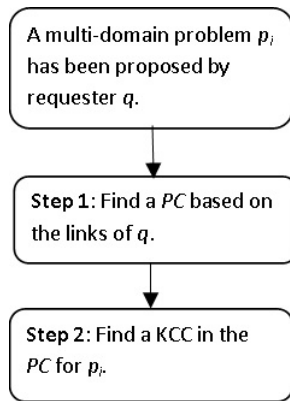 A multi-domain problem pᵢ
has been proposed by
requester q.
Step 1: Find a PC based on
the links of q.
Step 2: Find a KCC in the
PC for pᵢ.